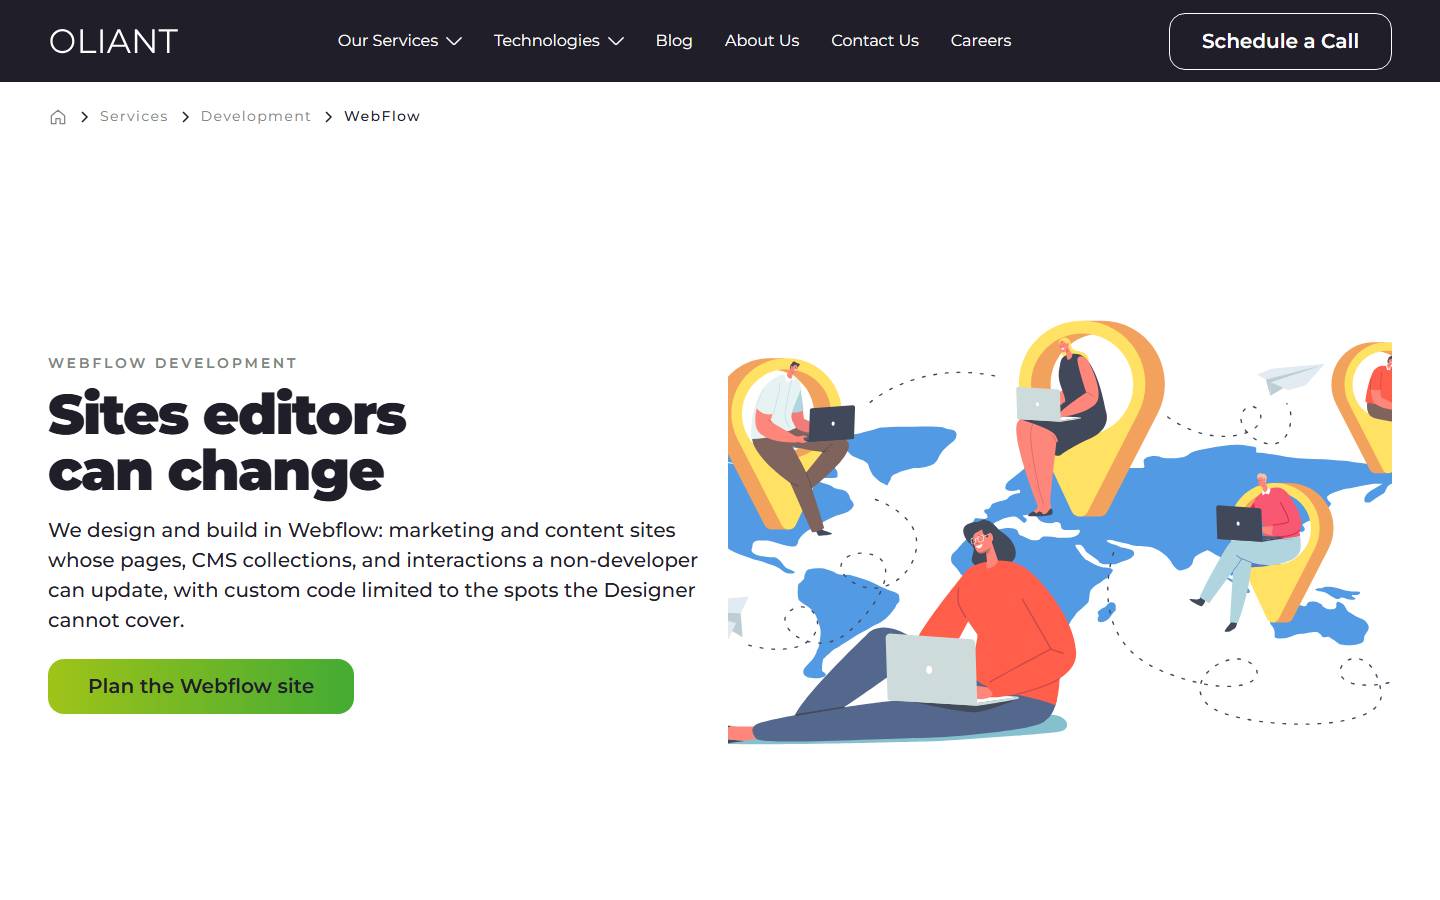 OLIANT
Our Services Technologies Blog About Us Contact Us Careers
Schedule a Call
Services Development WebFlow
WEBFLOW DEVELOPMENT
Sites editors
can change
We design and build in Webflow: marketing and content sites
whose pages, CMS collections, and interactions a non-developer
can update, with custom code limited to the spots the Designer
cannot cover.
Plan the Webflow site